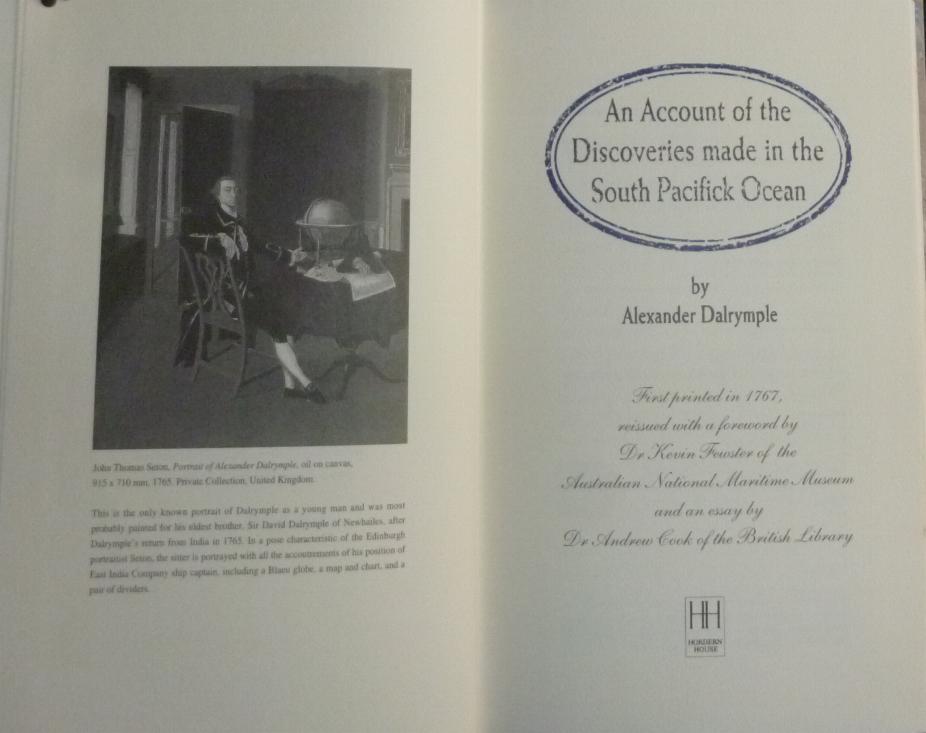 John Thomas Seton, Portrait of Alexander Dalrymple, oil on canvas,
915 x 710 mm, 1765. Private Collection, United Kingdom.
This is the only known portrait of Dalrymple as a young man and was most
probably painted for his eldest brother, Sir David Dalrymple of Newhailes, after
Dalrymple's return from India in 1765. In a pose characteristic of the Edinburgh
portraitist Seton, the sitter is portrayed with all the accoutrements of his position of
East India Company ship captain, including a Blaeu globe, a map and chart, and a
pair of dividers.
An Account of the
Discoveries made in the
South Pacifick Ocean
by
Alexander Dalrymple
First printed in 1767,
reissued with a foreword by
Dr Kevin Fewster of the
Australian National Maritime Museum
and an essay by
Dr Andrew Cook of the British Library
HH
HORDERN
HOUSE